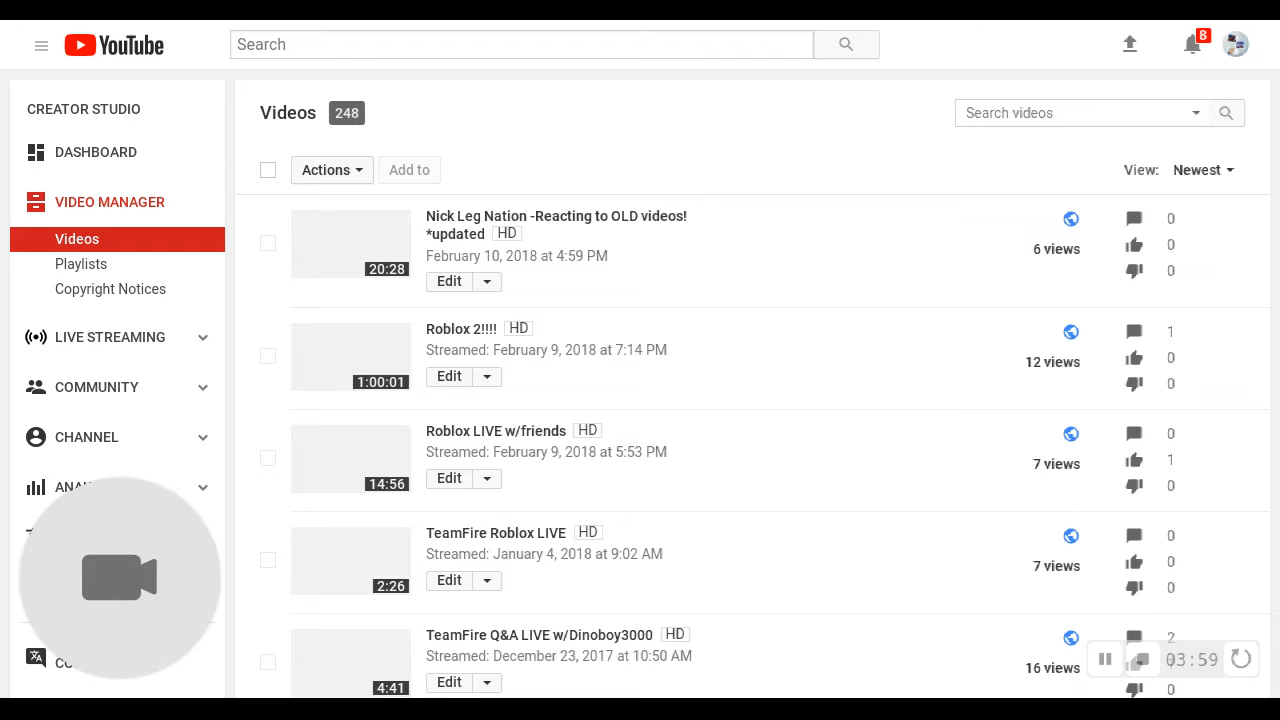 YouTube
Search
8
CREATOR STUDIO
DASHBOARD
VIDEO MANAGER
Videos
Playlists
Copyright Notices
LIVE STREAMING
COMMUNITY
CHANNEL
Videos 248
Search videos
Actions Add to
View: Newest
Nick Leg Nation -Reacting to OLD videos!
*updated HD
February 10, 2018 at 4:59 PM
20:28
Edit
6 views
0
0
0
Roblox 2!!!! HD
Streamed: February 9, 2018 at 7:14 PM
1:00:01
Edit
12 views
1
0
0
Roblox LIVE w/friends HD
Streamed: February 9, 2018 at 5:53 PM
14:56
Edit
7 views
0
1
0
TeamFire Roblox LIVE HD
Streamed: January 4, 2018 at 9:02 AM
2:26
Edit
7 views
0
0
0
TeamFire Q&A LIVE w/Dinoboy3000 HD
Streamed: December 23, 2017 at 10:50 AM
4:41
Edit
16 views
2
0
03:59